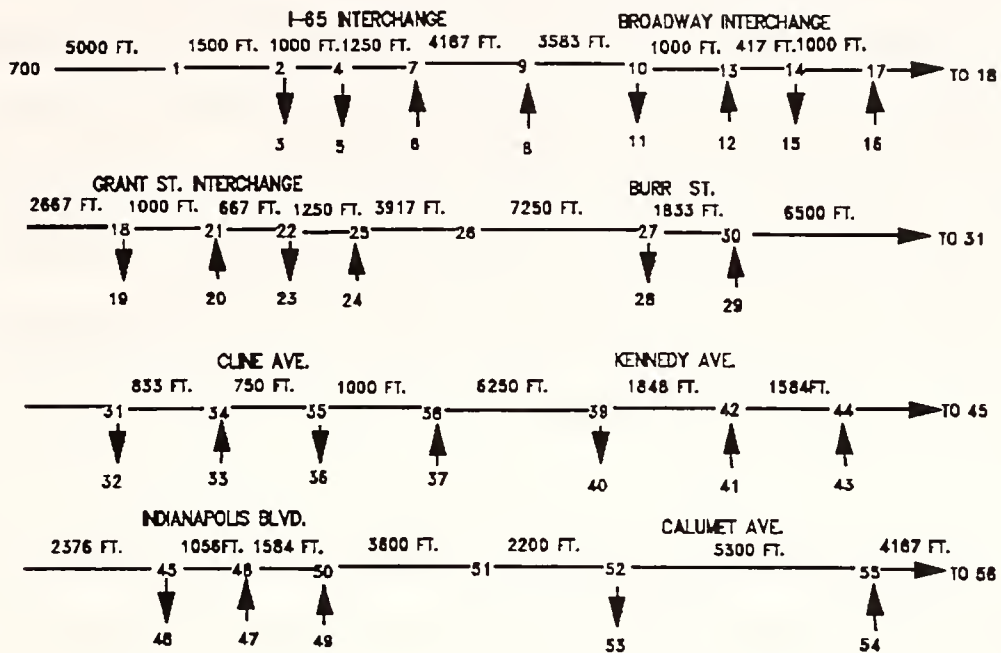 I-65 INTERCHANGE BROADWAY INTERCHANGE
5000 FT. 1500 FT. 1000 FT. 1250 FT. 4167 FT. 3583 FT. 1000 FT. 417 FT. 1000 FT.
700 1 2 4 7 9 10 13 14 17 TO 18
3 5 6 8 11 12 15 16
GRANT ST. INTERCHANGE BURR ST.
2667 FT. 1000 FT. 667 FT. 1250 FT. 3917 FT. 7250 FT. 1833 FT. 6500 FT.
18 21 22 25 26 27 30 TO 31
19 20 23 24 28 29
CLINE AVE. KENNEDY AVE.
833 FT. 750 FT. 1000 FT. 6250 FT. 1848 FT. 1584FT.
31 34 35 38 39 42 44 TO 45
32 33 36 37 40 41 43
INDIANAPOLIS BLVD. CALUMET AVE.
2376 FT. 1056FT. 1584 FT. 3800 FT. 2200 FT. 5300 FT. 4167 FT.
45 48 50 51 52 55 TO 56
46 47 49 53 54